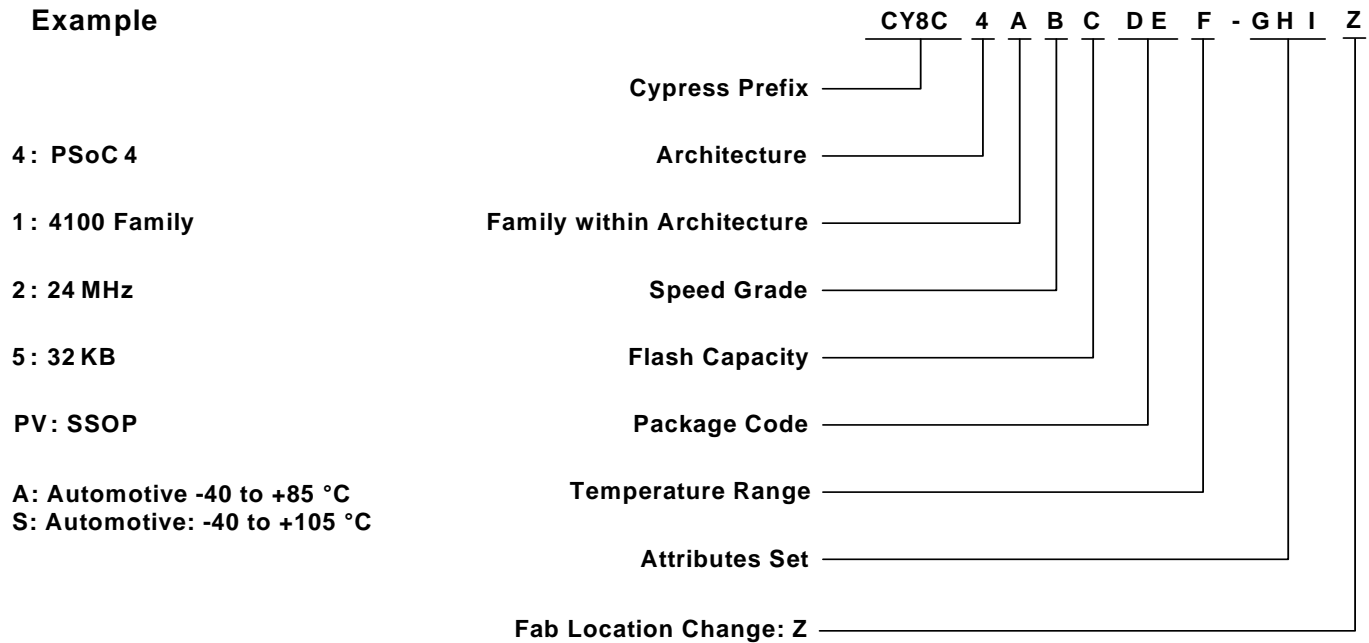 Example CY8C 4 A B C D E F - G H I Z
Cypress Prefix
4: PSoC 4 Architecture
1: 4100 Family Family within Architecture
2: 24 MHz Speed Grade
5: 32 KB Flash Capacity
PV: SSOP Package Code
A: Automotive -40 to +85 °C Temperature Range
S: Automotive: -40 to +105 °C
Attributes Set
Fab Location Change: Z